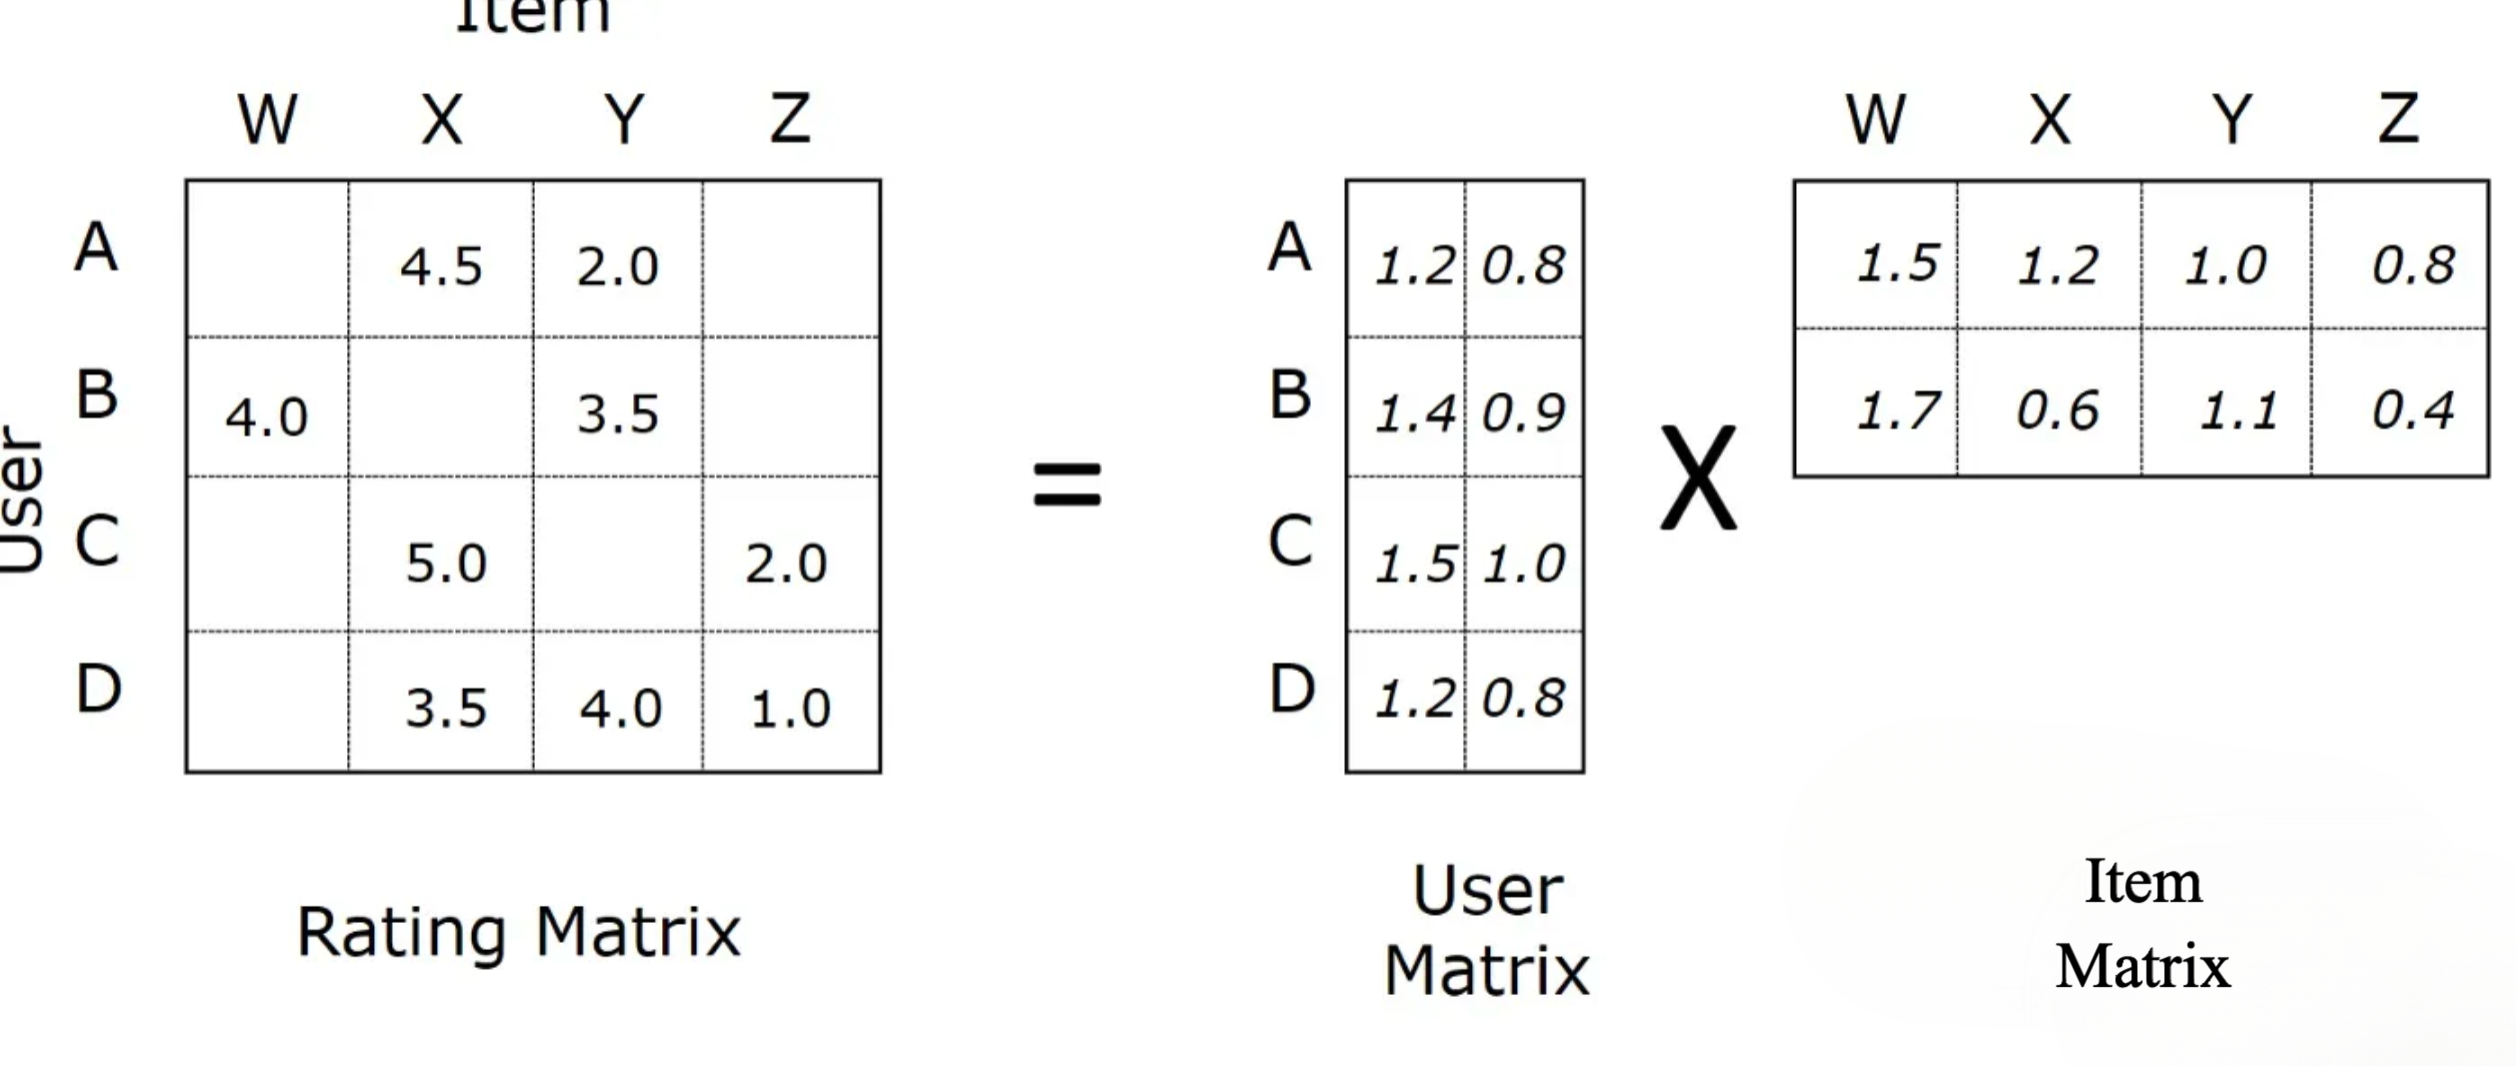 Item
W X Y Z W X Y Z
A 4.5 2.0 A 1.2 0.8 1.5 1.2 1.0 0.8
B 4.0 3.5 B 1.4 0.9 1.7 0.6 1.1 0.4
User = X
C 5.0 2.0 C 1.5 1.0
D 3.5 4.0 1.0 D 1.2 0.8
Rating Matrix
User
Matrix
Item
Matrix